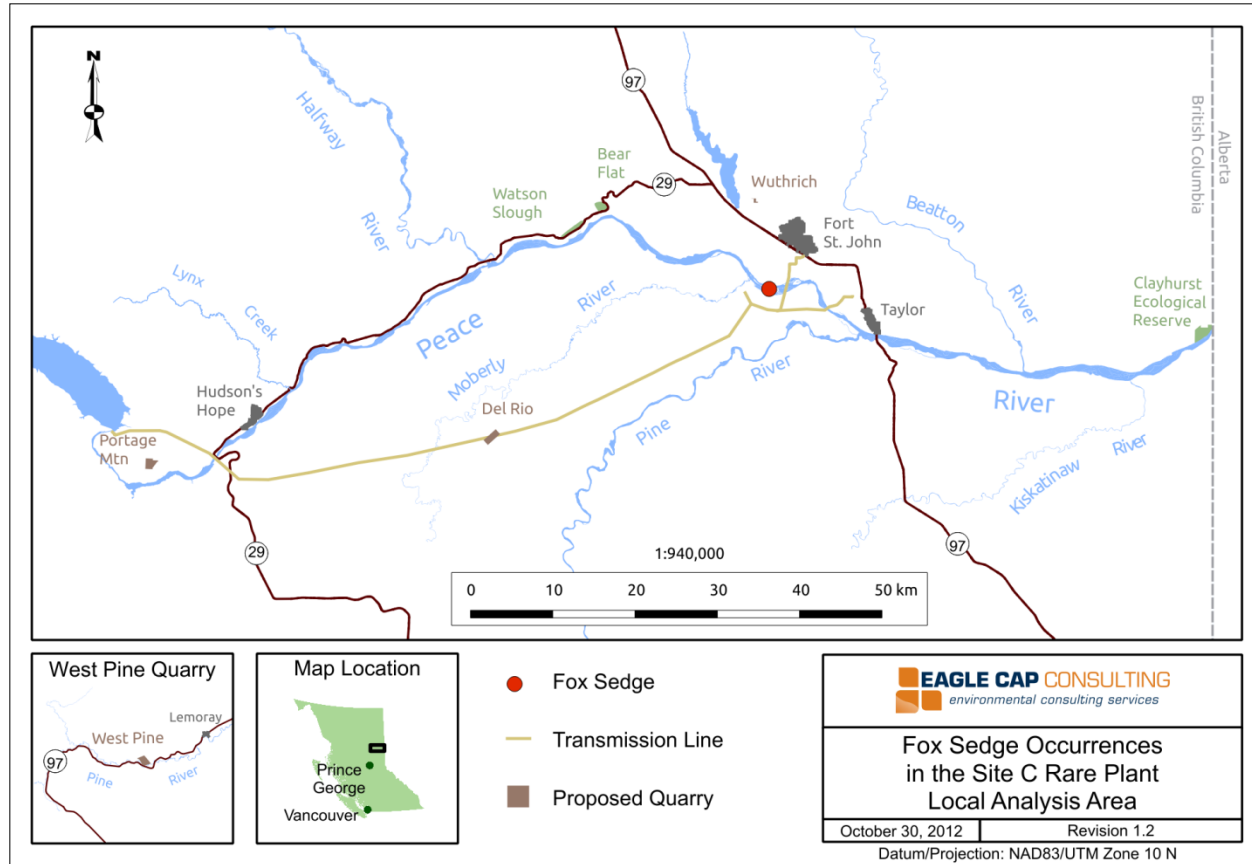 N
97
Halfway
River
Bear
Flat
29
Wuthrich
Watson
Slough
Fort
St. John
Beatton
River
British Columbia
Alberta
Lynx
Creek
Peace
River
Moberly
River
Taylor
Clayhurst
Ecological
Reserve
Hudson's
Hope
Del Rio
Pine
River
River
Kiskatinaw
River
Portage
Mtn
29
97
1:940,000
0 10 20 30 40 50 km
West Pine Quarry
Lemoray
West Pine
97
Pine
River
Map Location
Prince
George
Vancouver
Fox Sedge
Transmission Line
Proposed Quarry
EAGLE CAP CONSULTING
environmental consulting services
Fox Sedge Occurrences
in the Site C Rare Plant
Local Analysis Area
October 30, 2012 Revision 1.2
Datum/Projection: NAD83/UTM Zone 10 N